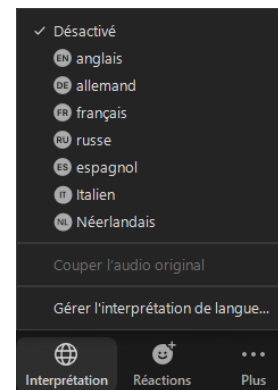 Désactivé
EN anglais
DE allemand
FR français
RU russe
ES espagnol
IT Italien
NL Néerlandais
Couper l'audio original
Gérer l'interprétation de langue...
Interprétation Réactions Plus